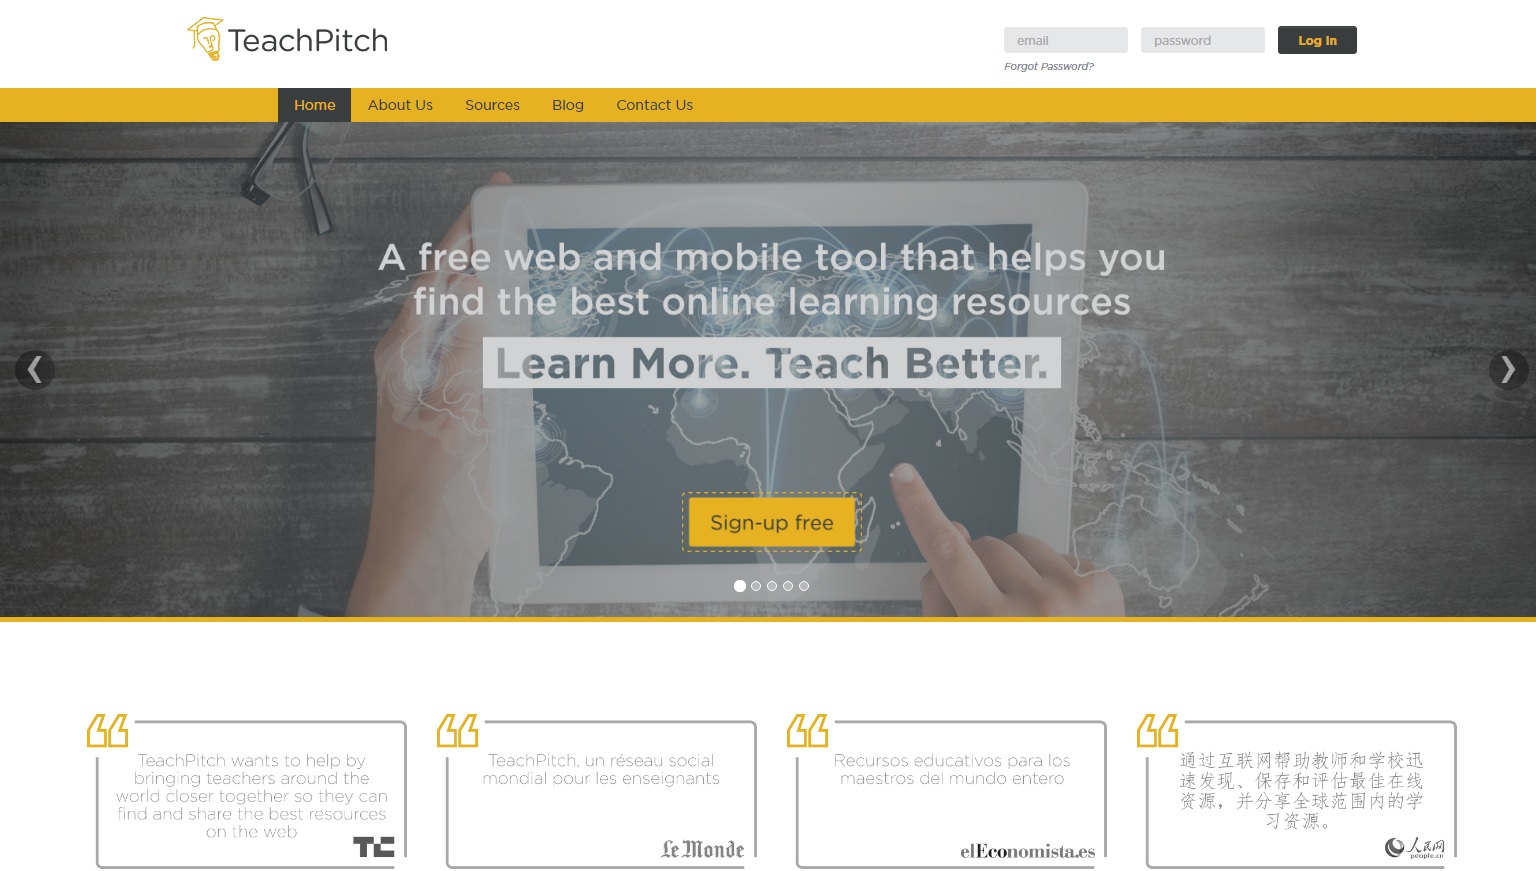 TeachPitch
email
password
Log In
Forgot Password?
Home
About Us
Sources
Blog
Contact Us
A free web and mobile tool that helps you
find the best online learning resources
Learn More. Teach Better.
Sign-up free
TeachPitch wants to help by
bringing teachers around the
world closer together so they can
find and share the best resources
on the web
TC
TeachPitch, un réseau social
mondial pour les enseignants
Le Monde
Recursos educativos para los
maestros del mundo entero
elEconomista.es
通过互联网帮助教师和学校迅
速发现、保存和评估最佳在线
资源，并分享全球范围内的学
习资源。
人民网
people.cn